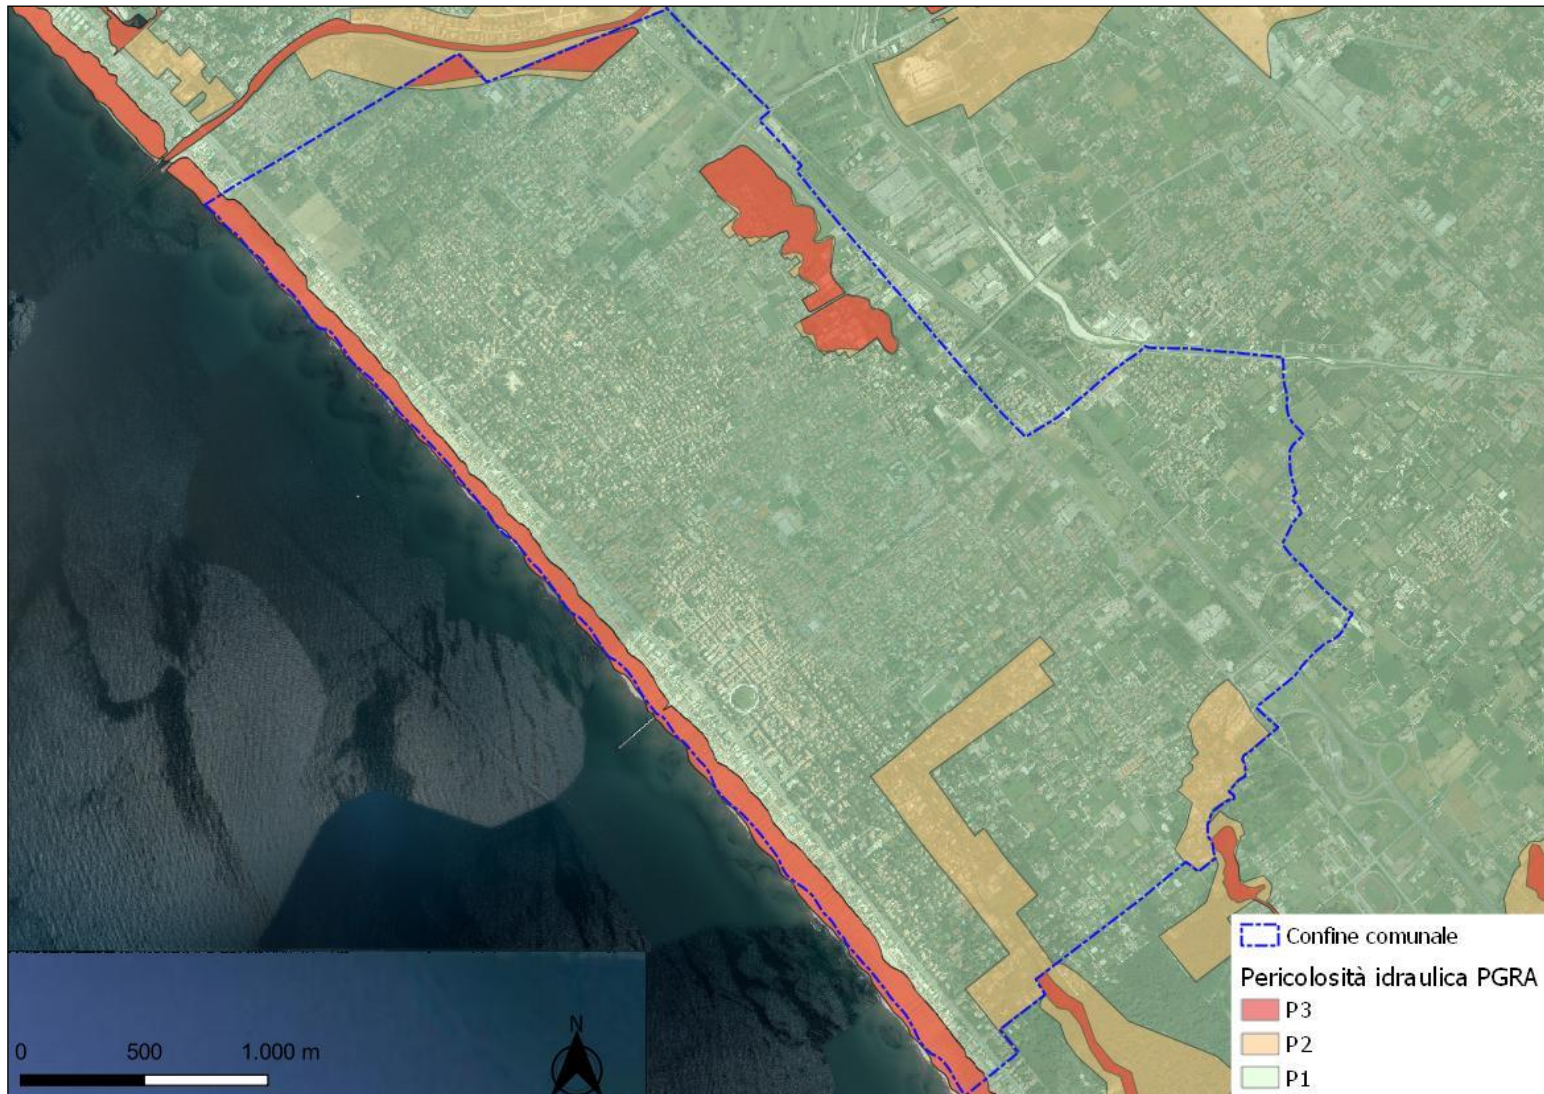 Confine comunale
Pericolosità idraulica PGRA
P3
P2
P1
N
0 500 1.000 m